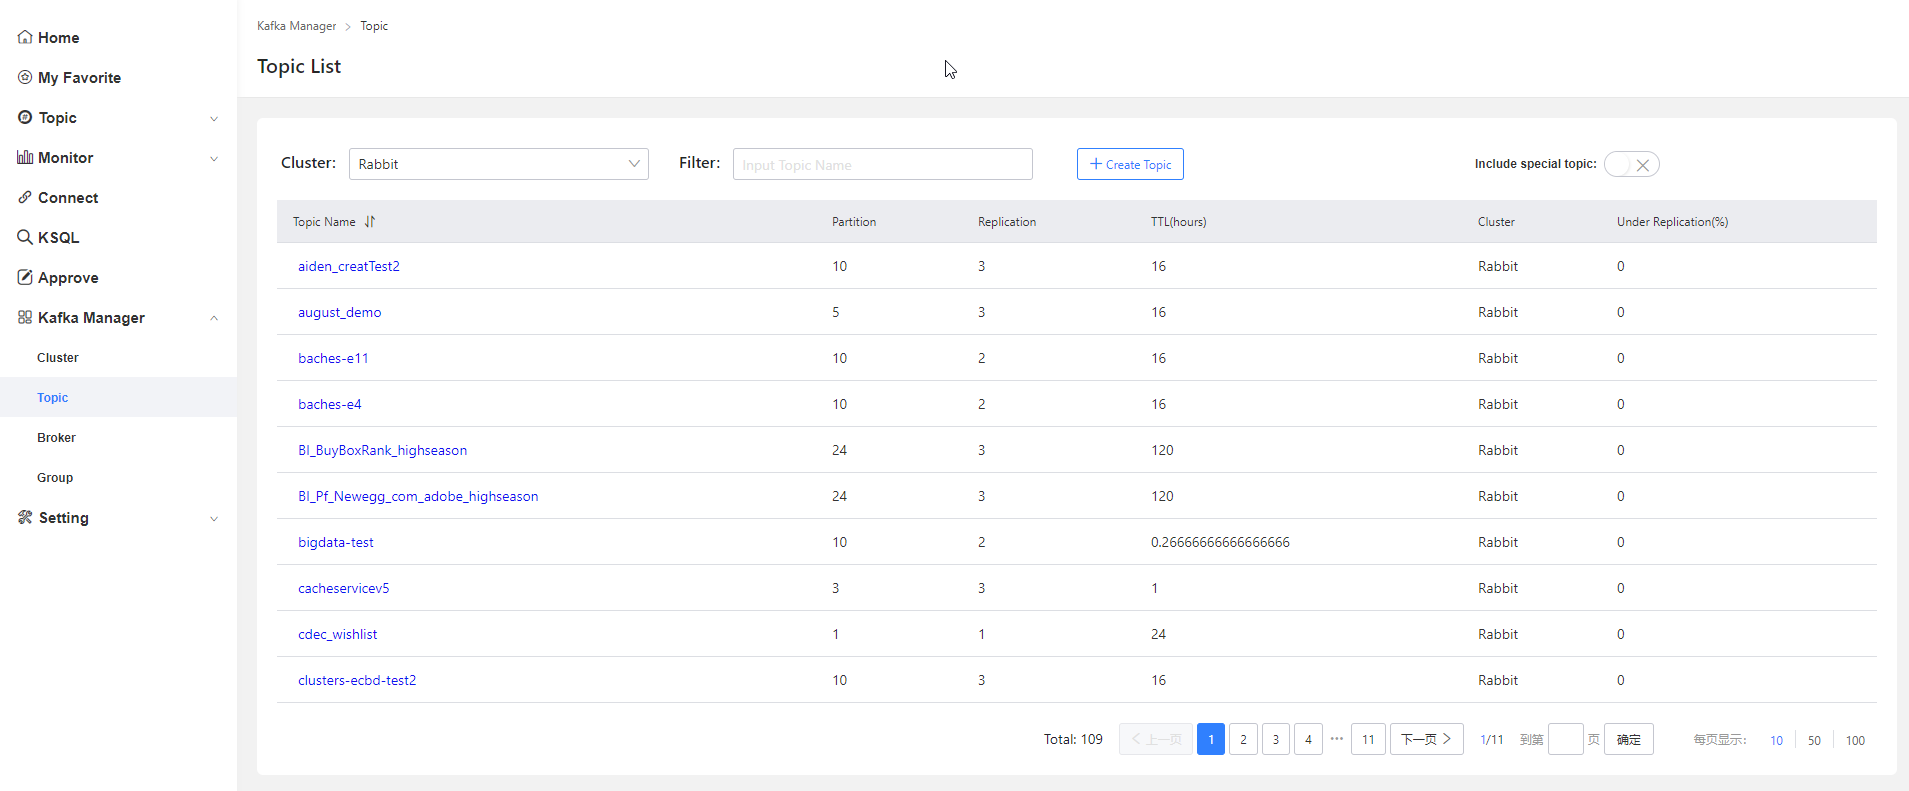 Home
My Favorite
Topic
Monitor
Connect
KSQL
Approve
Kafka Manager
Cluster
Topic
Broker
Group
Setting
Kafka Manager > Topic
Topic List
Cluster: Rabbit Filter: Input Topic Name + Create Topic Include special topic:
Topic Name Partition Replication TTL(hours) Cluster Under Replication(%)
aiden_creatTest2 10 3 16 Rabbit 0
august_demo 5 3 16 Rabbit 0
baches-e11 10 2 16 Rabbit 0
baches-e4 10 2 16 Rabbit 0
BI_BuyBoxRank_highseason 24 3 120 Rabbit 0
BI_Pf_Newegg_com_adobe_highseason 24 3 120 Rabbit 0
bigdata-test 10 2 0.26666666666666666 Rabbit 0
cacheservicev5 3 3 1 Rabbit 0
cdec_wishlist 1 1 24 Rabbit 0
clusters-ecbd-test2 10 3 16 Rabbit 0
Total: 109 < 上一页 1 2 3 4 ••• 11 下一页 > 1/11 到第 页 确定 每页显示: 10 50 100